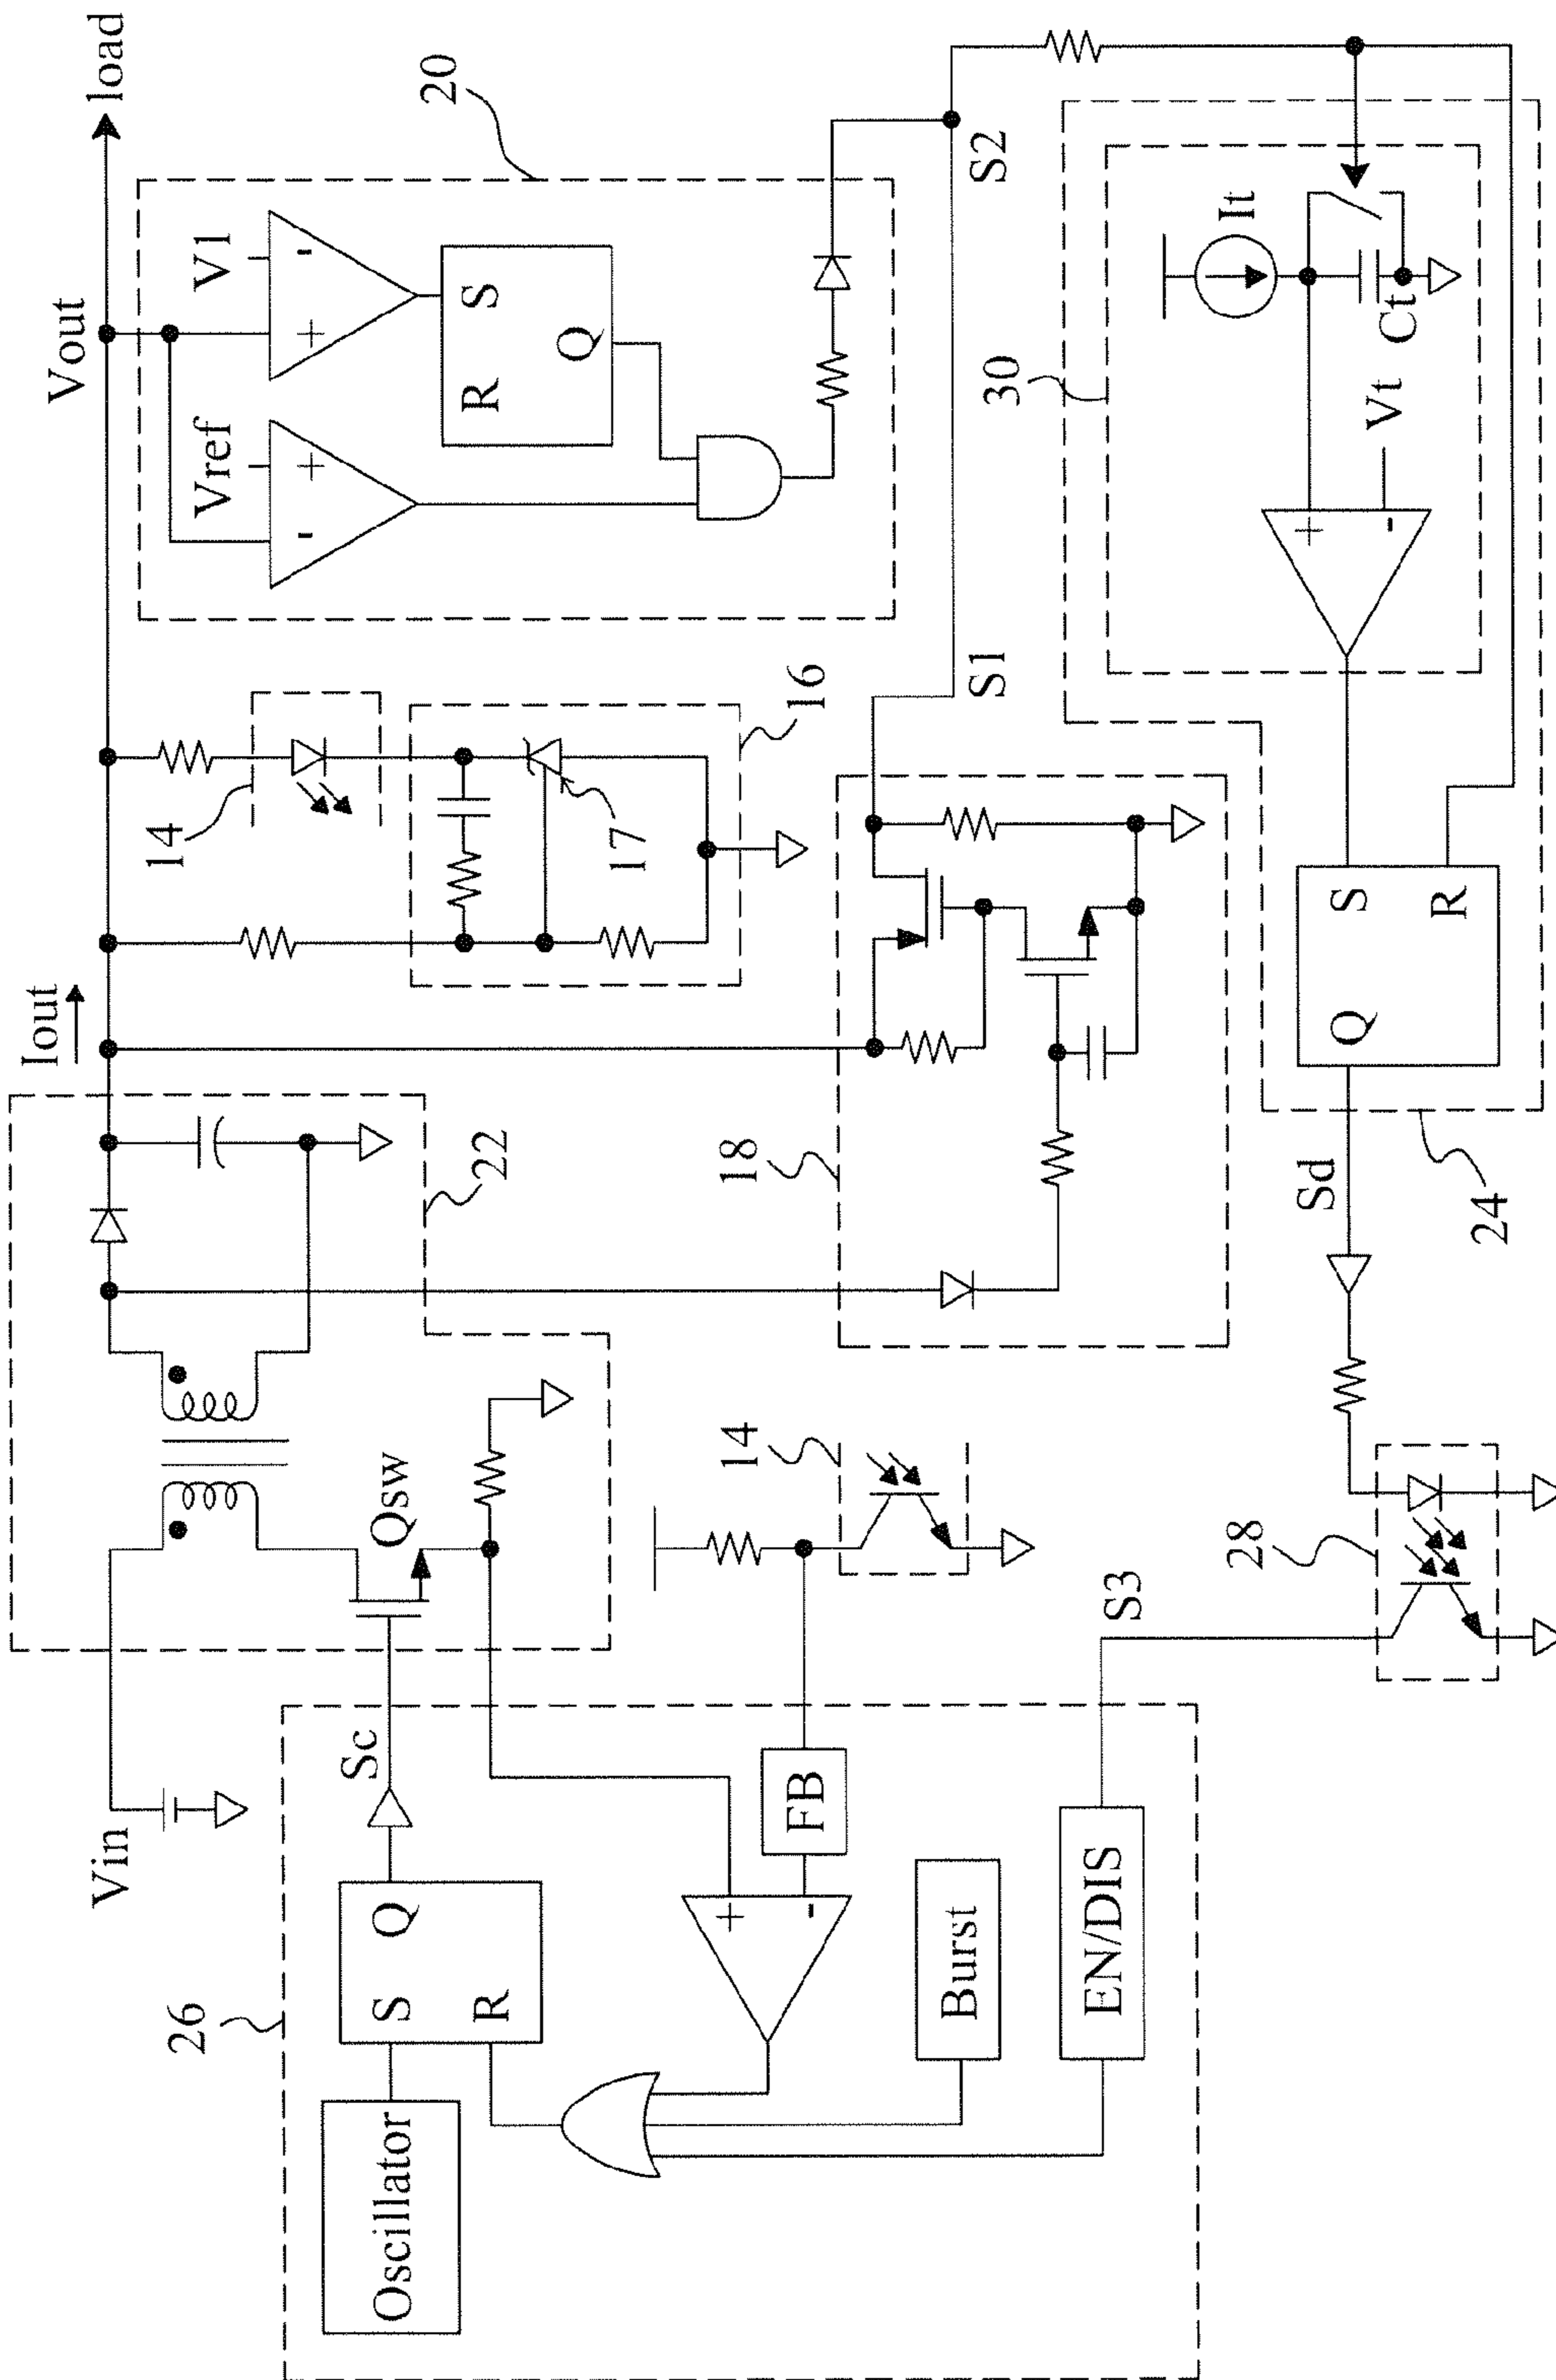 Vout
load
Iout
Vin
22
20
Vref
V1
+
-
-
+
R
S
Q
14
16
17
Qsw
Sc
26
Oscillator
S
Q
R
+
-
FB
14
Burst
EN/DIS
S3
28
18
S1
S2
30
It
Ct
Vt
+
-
S
R
Q
Sd
24